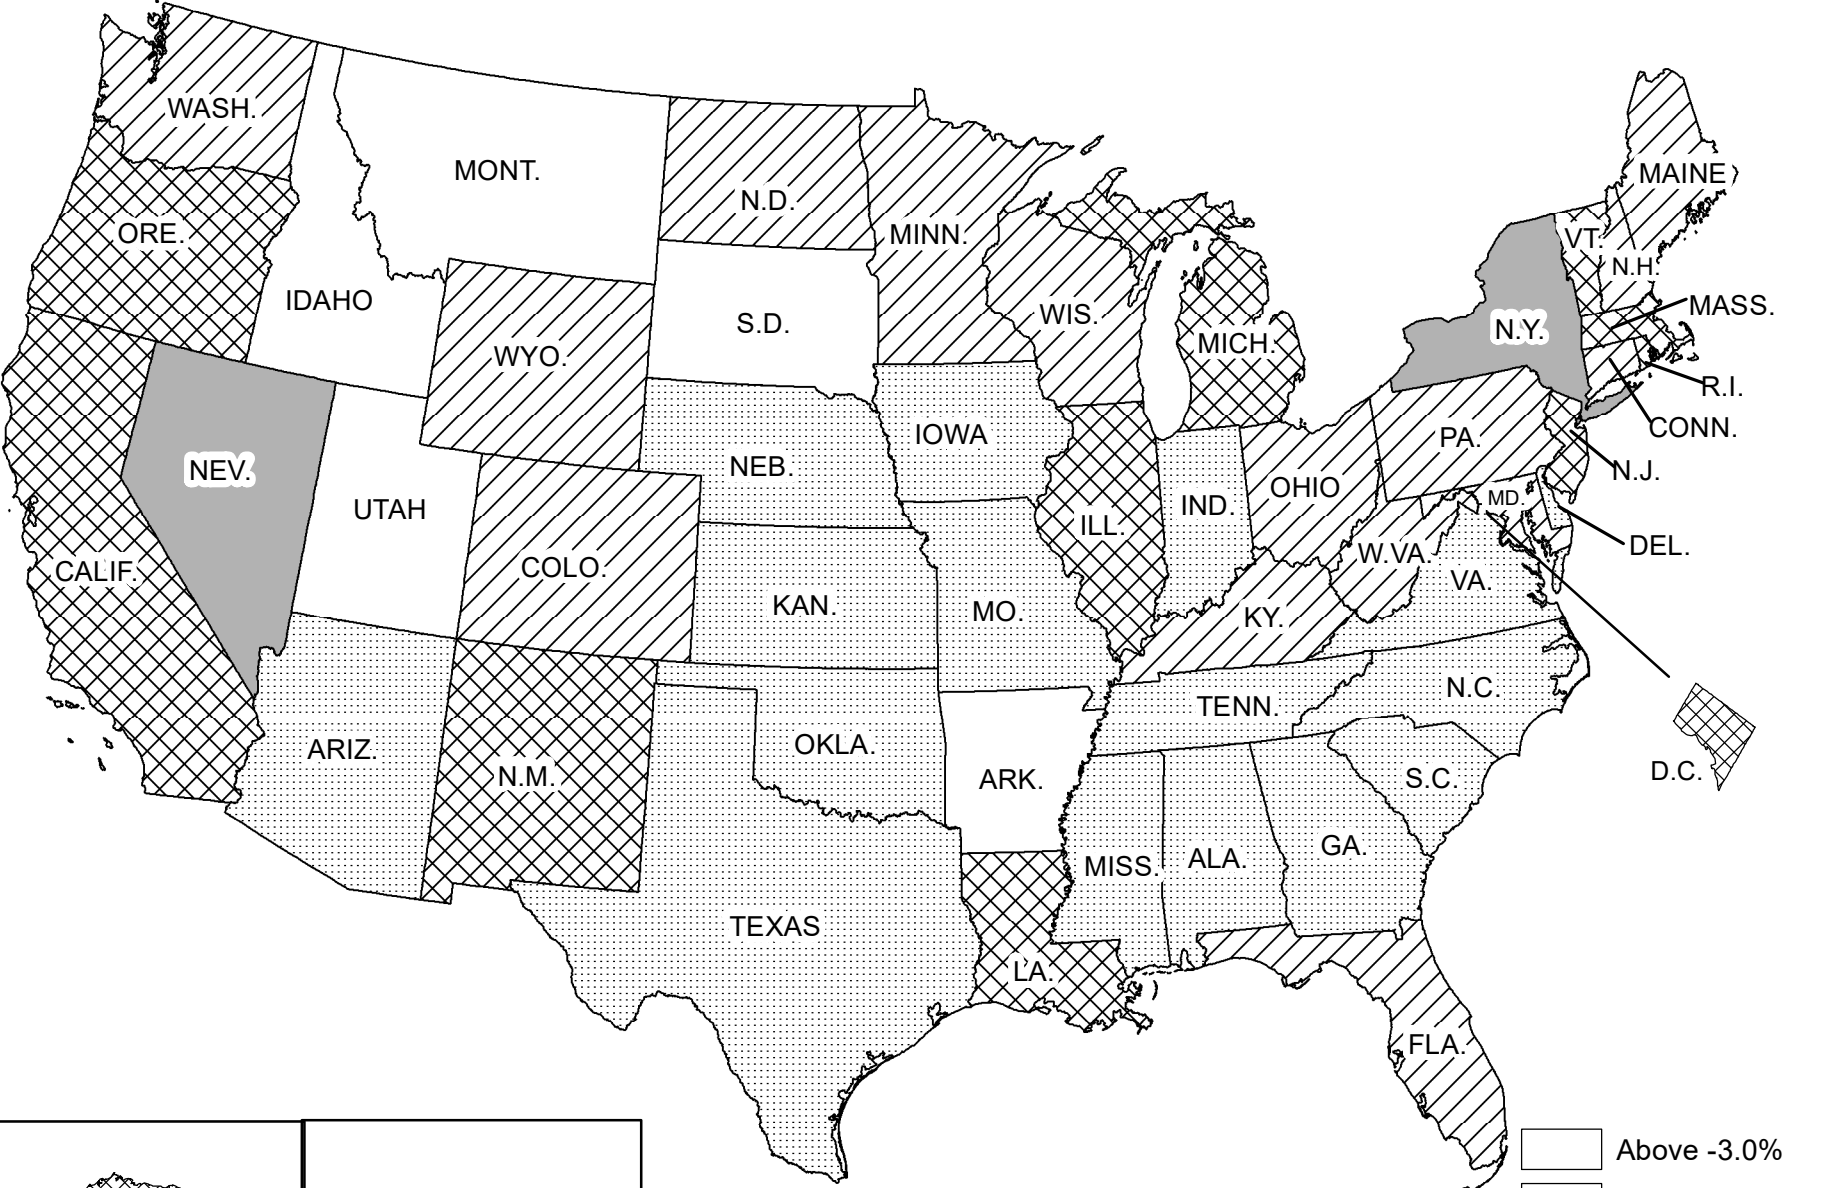 WASH.
MONT.
N.D.
MINN.
MAINE
ORE.
VT.
N.H.
IDAHO
S.D.
WIS.
MASS.
N.Y.
WYO.
MICH.
R.I.
CONN.
IOWA
PA.
NEV.
NEB.
N.J.
UTAH
OHIO
MD.
IND.
ILL.
DEL.
CALIF.
COLO.
W.VA.
VA.
KAN.
MO.
KY.
N.C.
TENN.
ARIZ.
OKLA.
N.M.
ARK.
S.C.
D.C.
MISS.
ALA.
GA.
TEXAS
LA.
FLA.
Above -3.0%